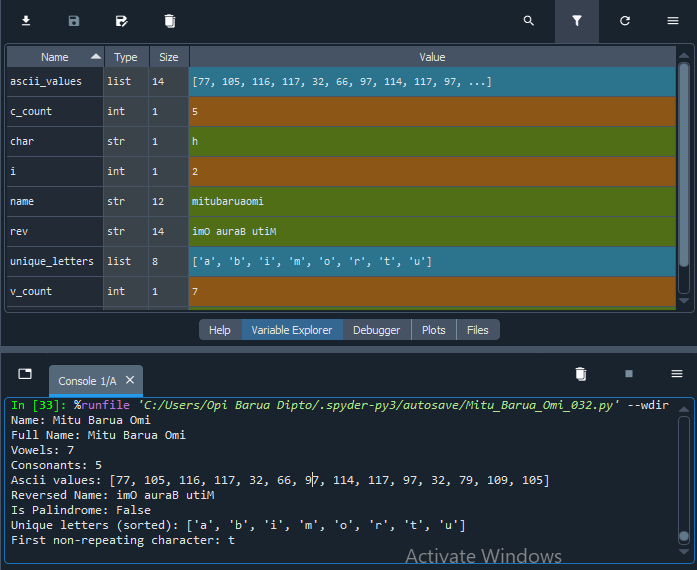 Name Type Size Value
ascii_values list 14 [77, 105, 116, 117, 32, 66, 97, 114, 117, 97, ...]
c_count int 1 5
char str 1 h
i int 1 2
name str 12 mitubaruaomi
rev str 14 imO auraB utiM
unique_letters list 8 ['a', 'b', 'i', 'm', 'o', 'r', 't', 'u']
v_count int 1 7
Help Variable Explorer Debugger Plots Files
Console 1/A
In [33]: %runfile 'C:/Users/Opi Barua Dipto/.spyder-py3/autosave/Mitu_Barua_Omi_032.py' --wdir
Name: Mitu Barua Omi
Full Name: Mitu Barua Omi
Vowels: 7
Consonants: 5
Ascii values: [77, 105, 116, 117, 32, 66, 97, 114, 117, 97, 32, 79, 109, 105]
Reversed Name: imO auraB utiM
Is Palindrome: False
Unique letters (sorted): ['a', 'b', 'i', 'm', 'o', 'r', 't', 'u']
First non-repeating character: t
Activate Windows